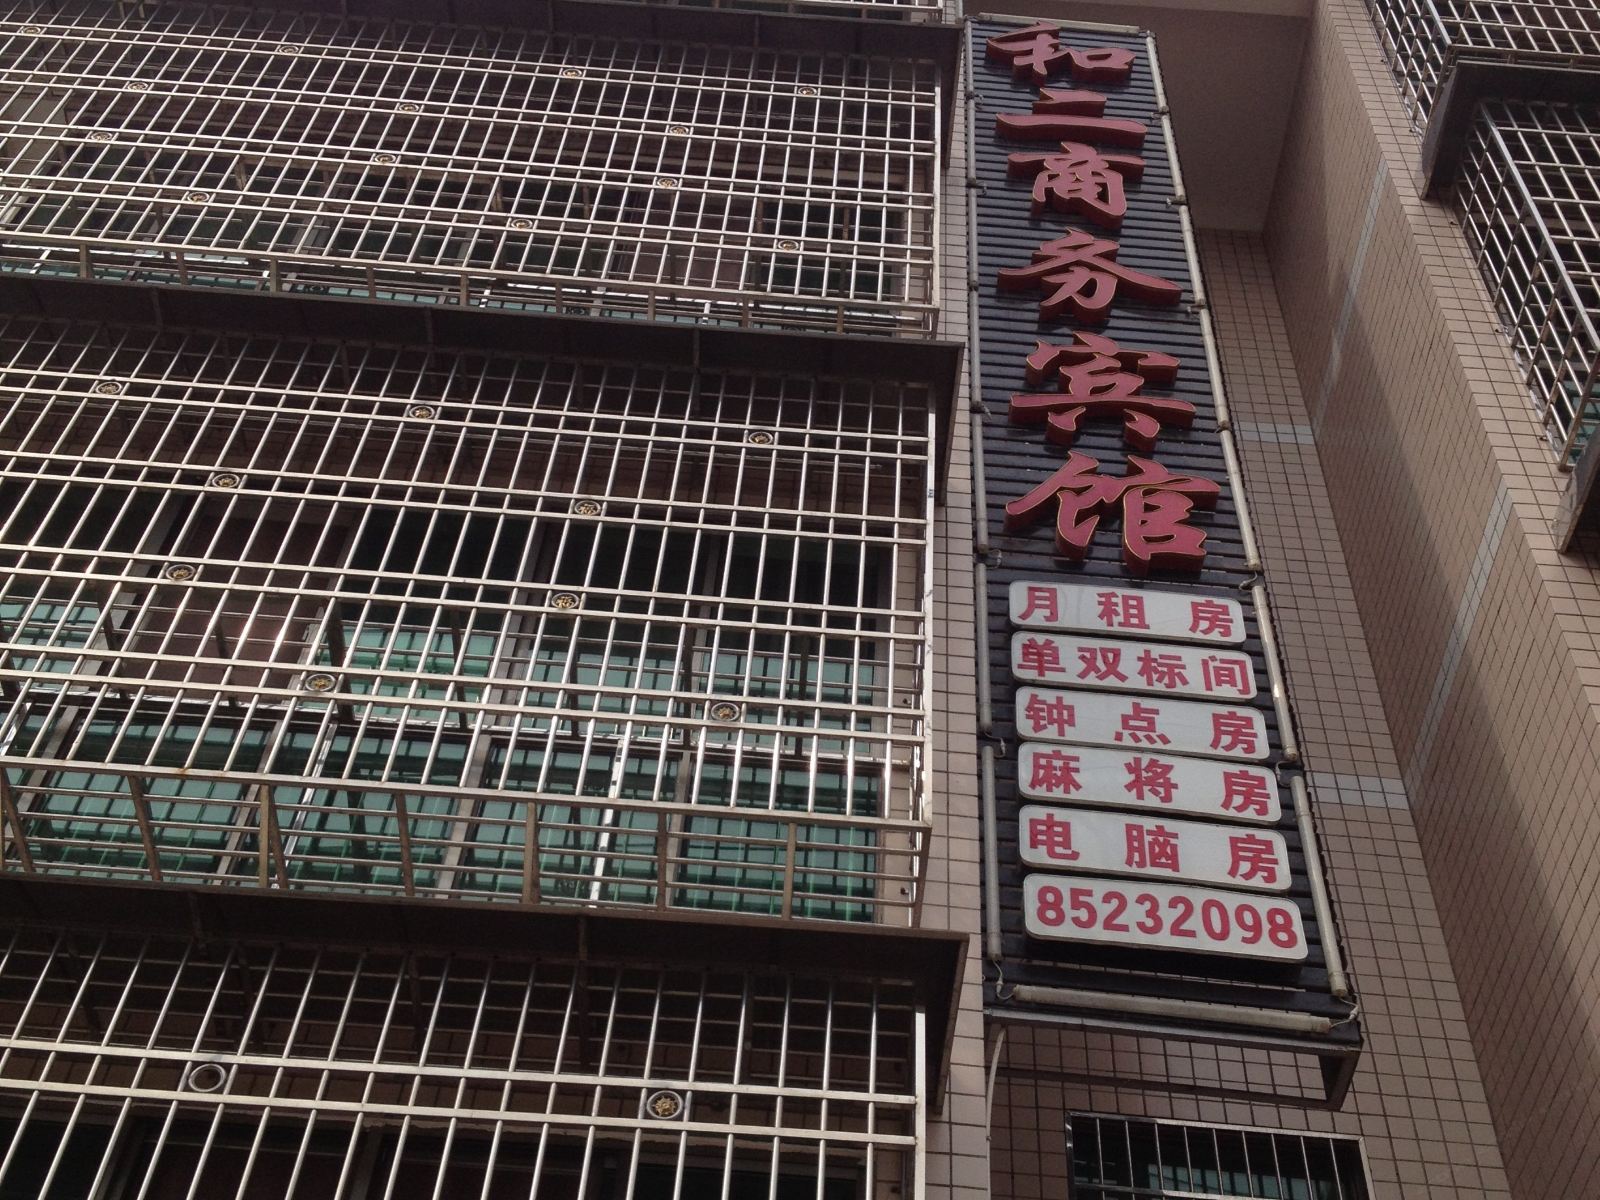 和二商务宾馆
月租房
单双标间
钟点房
麻将房
电脑房
85232098